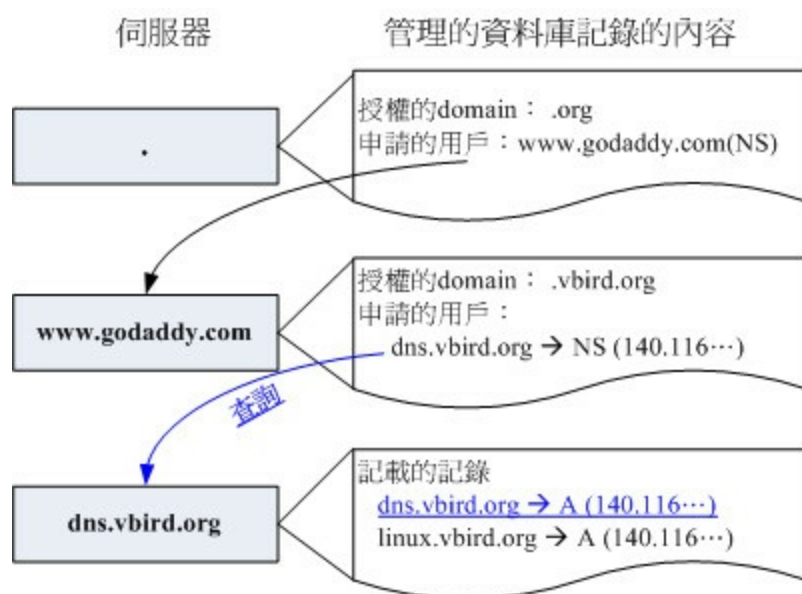 伺服器
管理的資料庫記錄的內容
.
授權的domain： .org
申請的用戶：www.godaddy.com(NS)
www.godaddy.com
授權的domain： .vbird.org
申請的用戶：
dns.vbird.org → NS (140.116…)
查詢
dns.vbird.org
記載的記錄
dns.vbird.org → A (140.116…)
linux.vbird.org → A (140.116…)